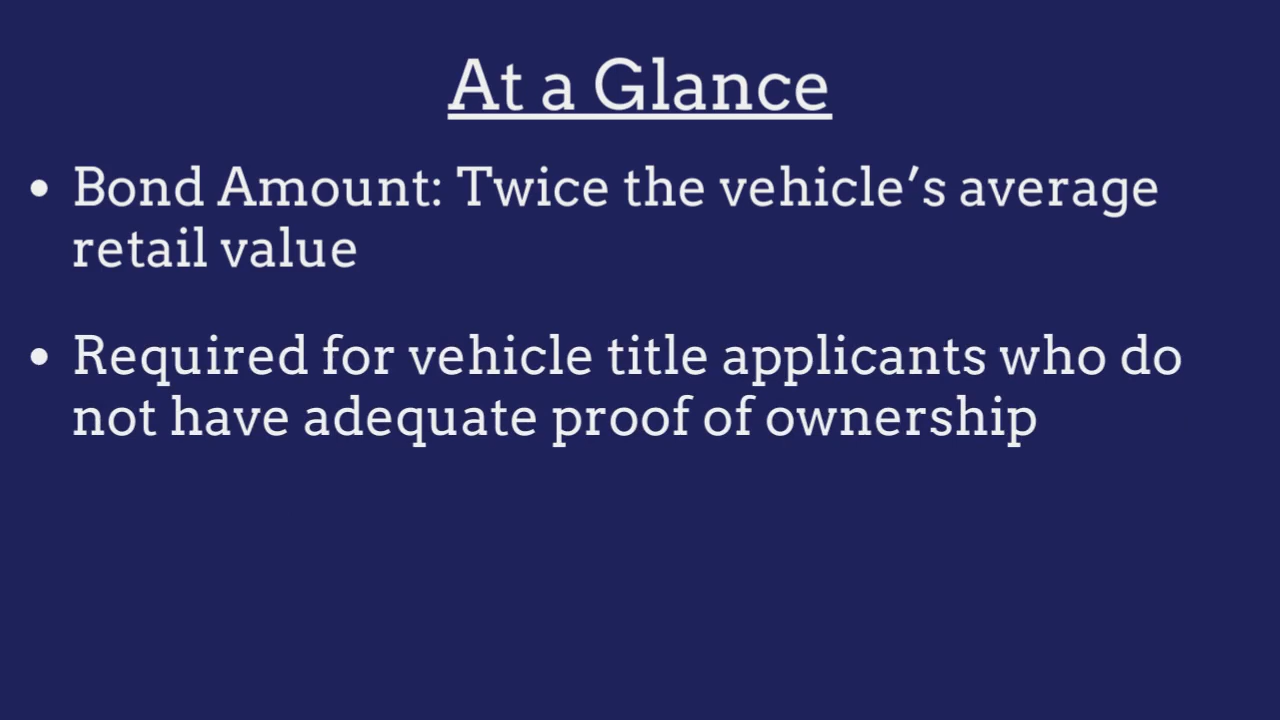 At a Glance
• Bond Amount: Twice the vehicle’s average
retail value
• Required for vehicle title applicants who do
not have adequate proof of ownership